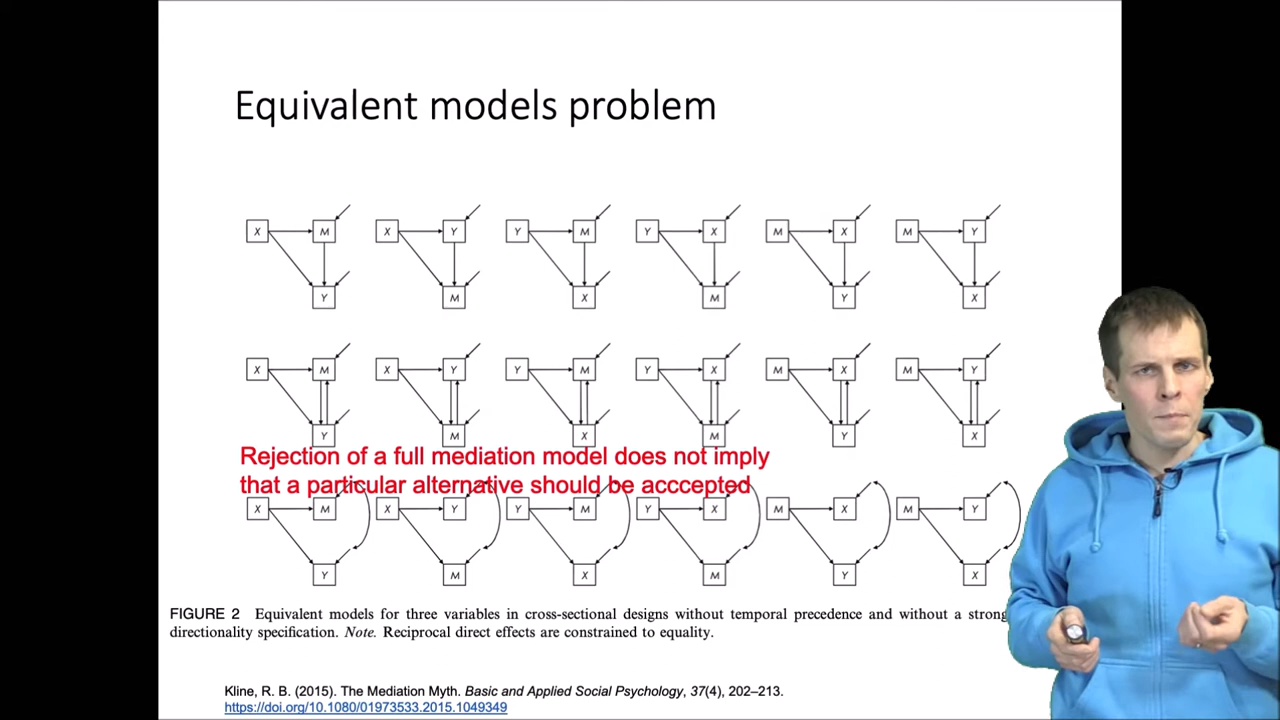 Equivalent models problem
X M X Y Y M Y X M X M Y
Y M X M Y X
X M X Y Y M Y X M X M Y
Y M X M Y X
Rejection of a full mediation model does not imply
that a particular alternative should be acccepted
X M X Y Y M Y X M X M Y
Y M X M Y X
FIGURE 2 Equivalent models for three variables in cross-sectional designs without temporal precedence and without a strong
directionality specification. Note. Reciprocal direct effects are constrained to equality.
Kline, R. B. (2015). The Mediation Myth. Basic and Applied Social Psychology, 37(4), 202–213.
https://doi.org/10.1080/01973533.2015.1049349